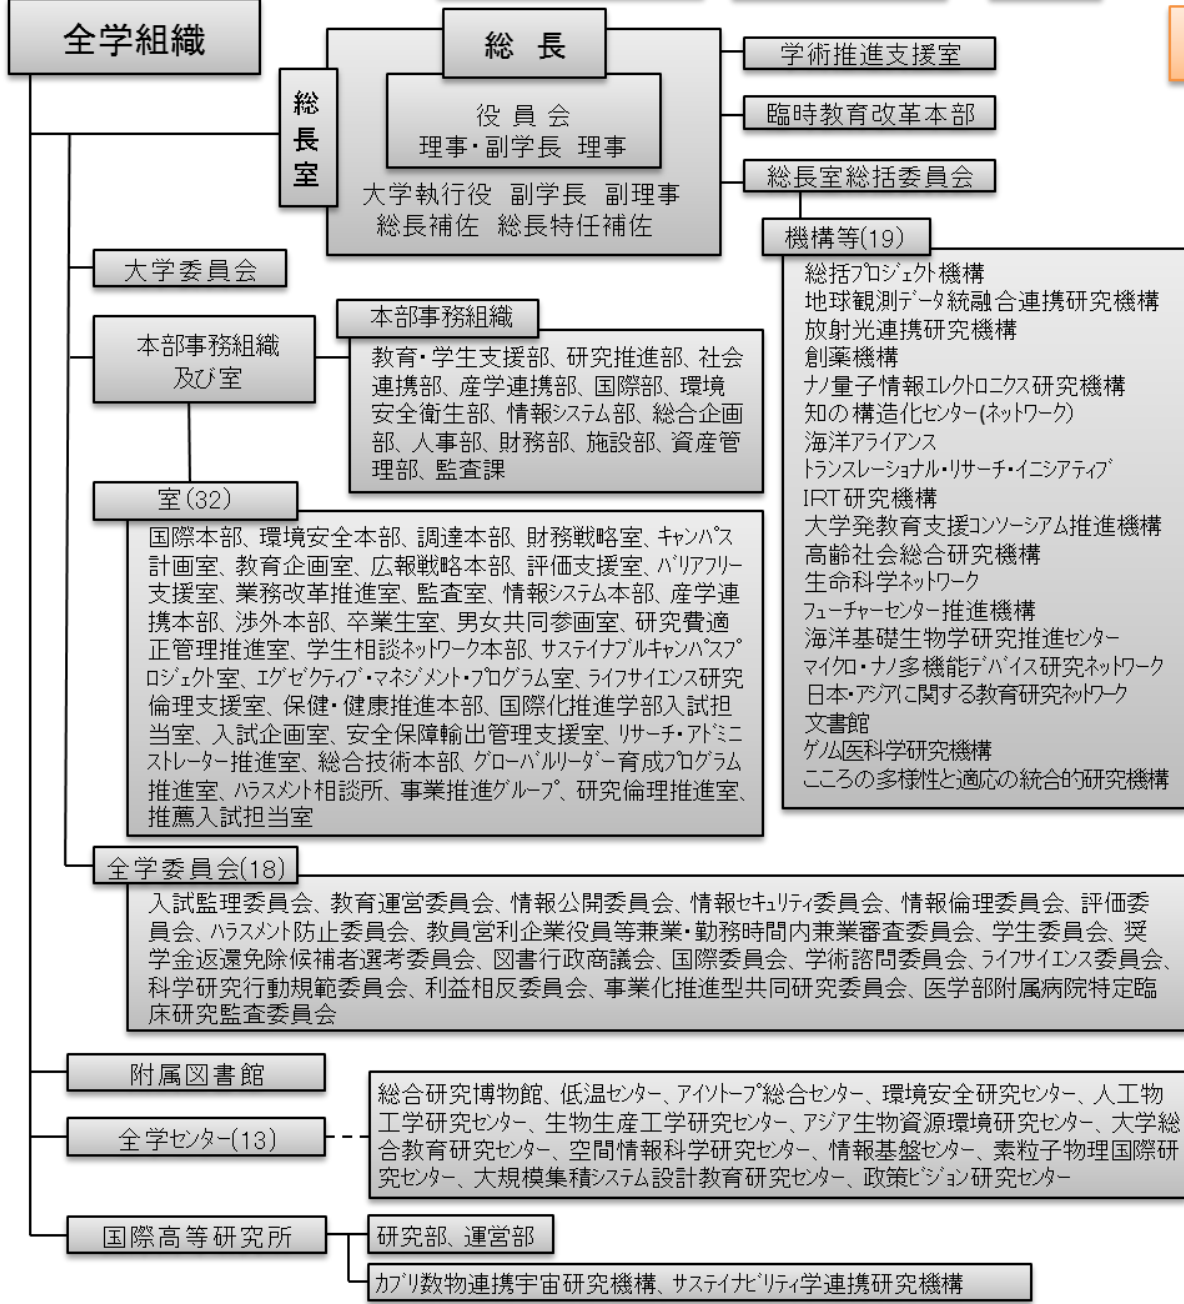 全学組織
総長
総長室
役員会
理事・副学長 理事
大学執行役 副学長 副理事
総長補佐 総長特任補佐
学術推進支援室
臨時教育改革本部
総長室総括委員会
機構等(19)
総括プロジェクト機構
地球観測データ統融合連携研究機構
放射光連携研究機構
創薬機構
ナノ量子情報エレクトロニクス研究機構
知の構造化センター(ネットワーク)
海洋アライアンス
トランスレーショナル・リサーチ・イニシアティブ
IRT研究機構
大学発教育支援コンソーシアム推進機構
高齢社会総合研究機構
生命科学ネットワーク
フューチャーセンター推進機構
海洋基礎生物学研究推進センター
マイクロ・ナノ多機能デバイス研究ネットワーク
日本・アジアに関する教育研究ネットワーク
文書館
ゲノム医科学研究機構
こころの多様性と適応の統合的研究機構
大学委員会
本部事務組織
及び室
本部事務組織
教育・学生支援部、研究推進部、社会
連携部、産学連携部、国際部、環境
安全衛生部、情報システム部、総合企画
部、人事部、財務部、施設部、資産管
理部、監査課
室(32)
国際本部、環境安全本部、調達本部、財務戦略室、キャンパス
計画室、教育企画室、広報戦略本部、評価支援室、バリアフリー
支援室、業務改革推進室、監査室、情報システム本部、産学連
携本部、渉外本部、卒業生室、男女共同参画室、研究費適
正管理推進室、学生相談ネットワーク本部、サステイナブルキャンパスプ
ロジェクト室、エグゼクティブ・マネジメント・プログラム室、ライフサイエンス研究
倫理支援室、保健・健康推進本部、国際化推進学部入試担
当室、入試企画室、安全保障輸出管理支援室、リサーチ・アドミニ
ストレーター推進室、総合技術本部、グローバルリーダー育成プログラム
推進室、ハラスメント相談所、事業推進グループ、研究倫理推進室、
推薦入試担当室
全学委員会(18)
入試監理委員会、教育運営委員会、情報公開委員会、情報セキュリティ委員会、情報倫理委員会、評価委
員会、ハラスメント防止委員会、教員営利企業役員等兼業・勤務時間内兼業審査委員会、学生委員会、奨
学金返還免除候補者選考委員会、図書行政商議会、国際委員会、学術諮問委員会、ライフサイエンス委員会、
科学研究行動規範委員会、利益相反委員会、事業化推進型共同研究委員会、医学部附属病院特定臨
床研究監査委員会
附属図書館
全学センター(13)
総合研究博物館、低温センター、アイソトープ総合センター、環境安全研究センター、人工物
工学研究センター、生物生産工学研究センター、アジア生物資源環境研究センター、大学総
合教育研究センター、空間情報科学研究センター、情報基盤センター、素粒子物理国際研
究センター、大規模集積システム設計教育研究センター、政策ビジョン研究センター
国際高等研究所
研究部、運営部
カブリ数物連携宇宙研究機構、サステイナビリティ学連携研究機構